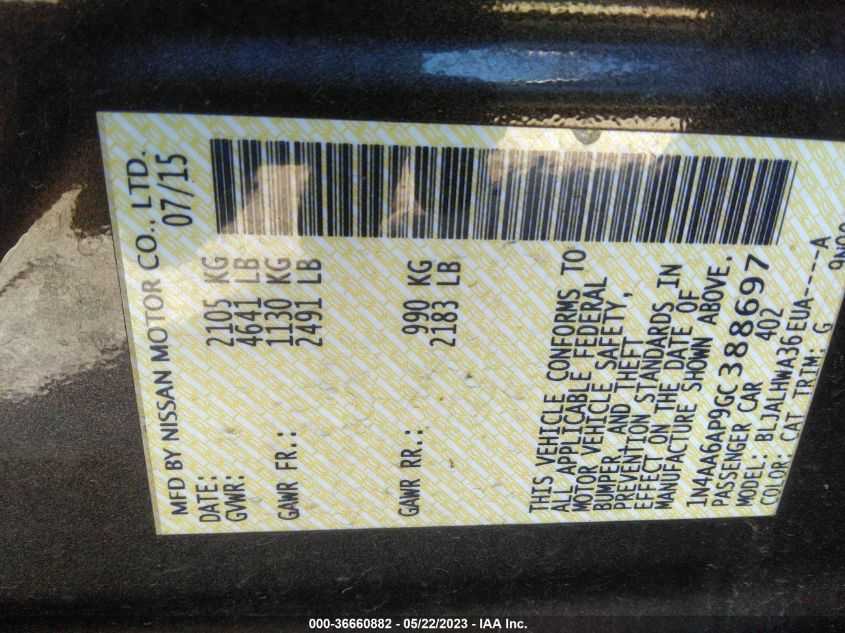 MFD BY NISSAN MOTOR CO., LTD.
DATE: 07/15
GVWR: 2105 KG
4641 LB
GAWR FR.: 1130 KG
2491 LB
GAWR RR.: 990 KG
2183 LB
THIS VEHICLE CONFORMS TO
ALL APPLICABLE FEDERAL
MOTOR VEHICLE SAFETY,
BUMPER, AND THEFT
PREVENTION STANDARDS IN
EFFECT ON THE DATE OF
MANUFACTURE SHOWN ABOVE.
1N4AA6AP9GC388697
PASSENGER CAR 402
MODEL: BLJALHWA36EUA-----A
COLOR: CAT TRIM: G
000-36660882 - 05/22/2023 - IAA Inc.